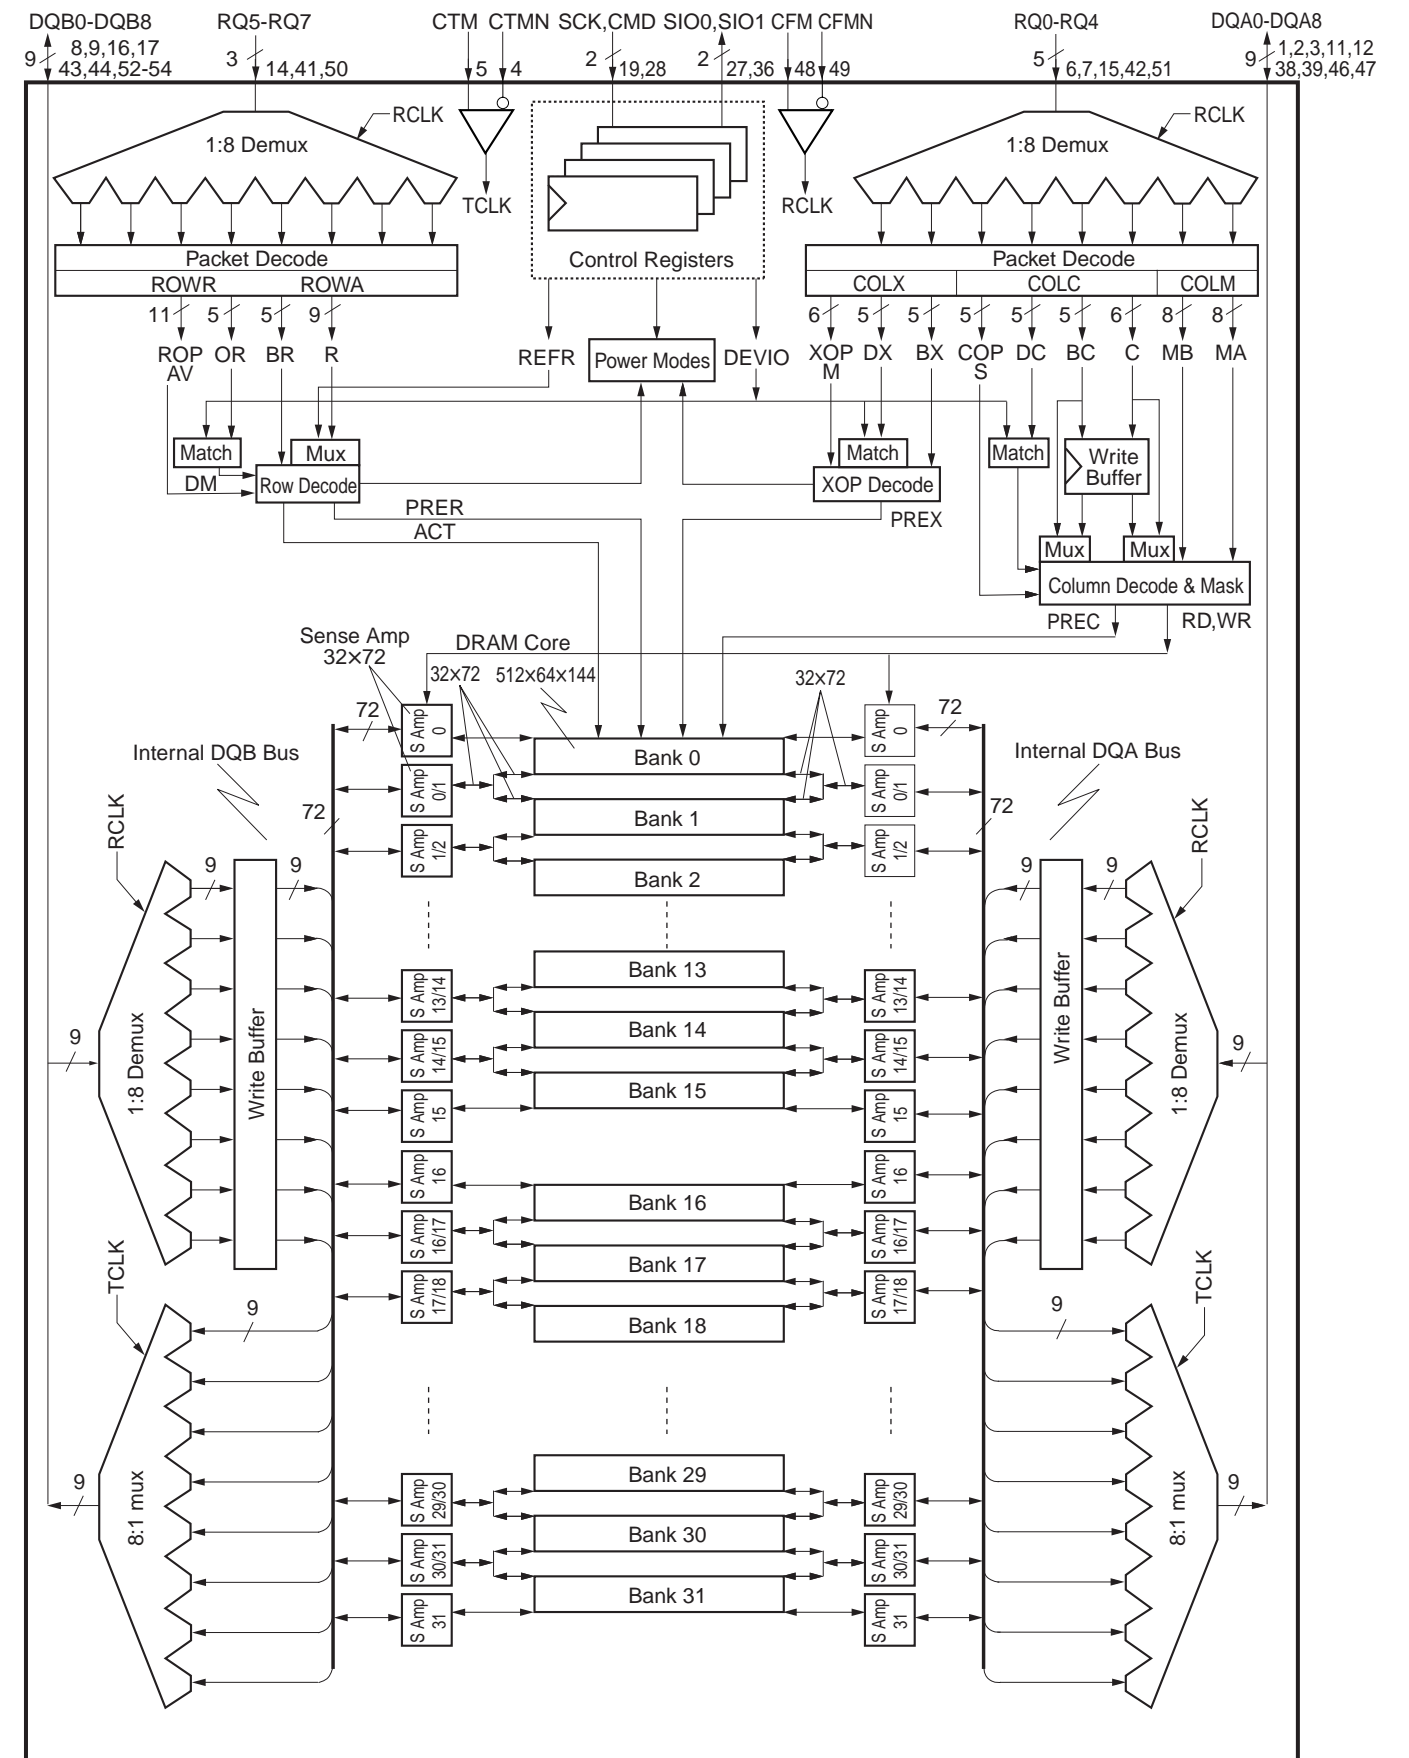 DQB0-DQB8 RQ5-RQ7 CTM CTMN SCK,CMD SIO0,SIO1 CFM CFMN RQ0-RQ4 DQA0-DQA8
9 8,9,16,17 3 2 2 5 9 1,2,3,11,12
43,44,52-54 14,41,50 5 4 19,28 27,36 48 49 6,7,15,42,51 38,39,46,47
RCLK RCLK
1:8 Demux 1:8 Demux
TCLK RCLK
Control Registers
Packet Decode Packet Decode
ROWR ROWA COLX COLC COLM
11 5 5 9 6 5 5 5 5 5 6 8 8
ROP OR BR R REFR Power Modes DEVIO XOP DX BX COP DC BC C MB MA
AV M S
Match Mux Match Match Write
Buffer
DM Row Decode XOP Decode
PRER PREX
ACT
Mux Mux
Column Decode & Mask
PREC RD,WR
Sense Amp DRAM Core
32×72 32×72 512×64×144 32×72
72 S Amp 0 S Amp 0 72
Internal DQB Bus Bank 0 Internal DQA Bus
S Amp 0/1 S Amp 0/1
72 Bank 1 72
RCLK S Amp 1/2 S Amp 1/2 RCLK
9 9 Bank 2 9 9
Bank 13
S Amp 13/14 S Amp 13/14
Bank 14
9 1:8 Demux Write Buffer S Amp 14/15 S Amp 14/15 Write Buffer 1:8 Demux 9
Bank 15
S Amp 15 S Amp 15
S Amp 16 S Amp 16
Bank 16
S Amp 16/17 S Amp 16/17
TCLK Bank 17 TCLK
S Amp 17/18 S Amp 17/18
9 Bank 18 9
Bank 29
9 8:1 mux S Amp 29/30 S Amp 29/30 8:1 mux 9
Bank 30
S Amp 30/31 S Amp 30/31
Bank 31
S Amp 31 S Amp 31